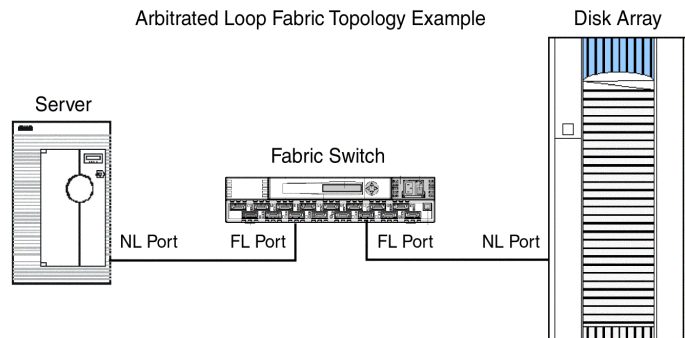 Arbitrated Loop Fabric Topology Example
Disk Array
Server
Fabric Switch
NL Port
FL Port
FL Port
NL Port